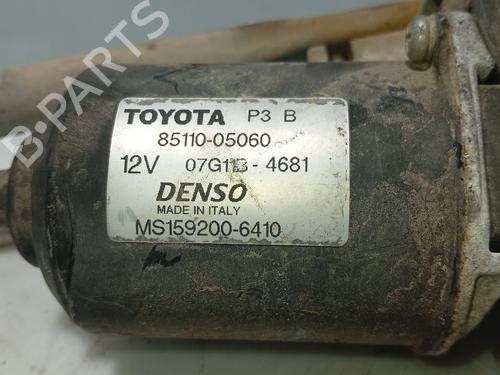 B-PARTS
TOYOTA P3 B
85110-05060
12V 07G11B-4681
DENSO
MADE IN ITALY
MS159200-6410